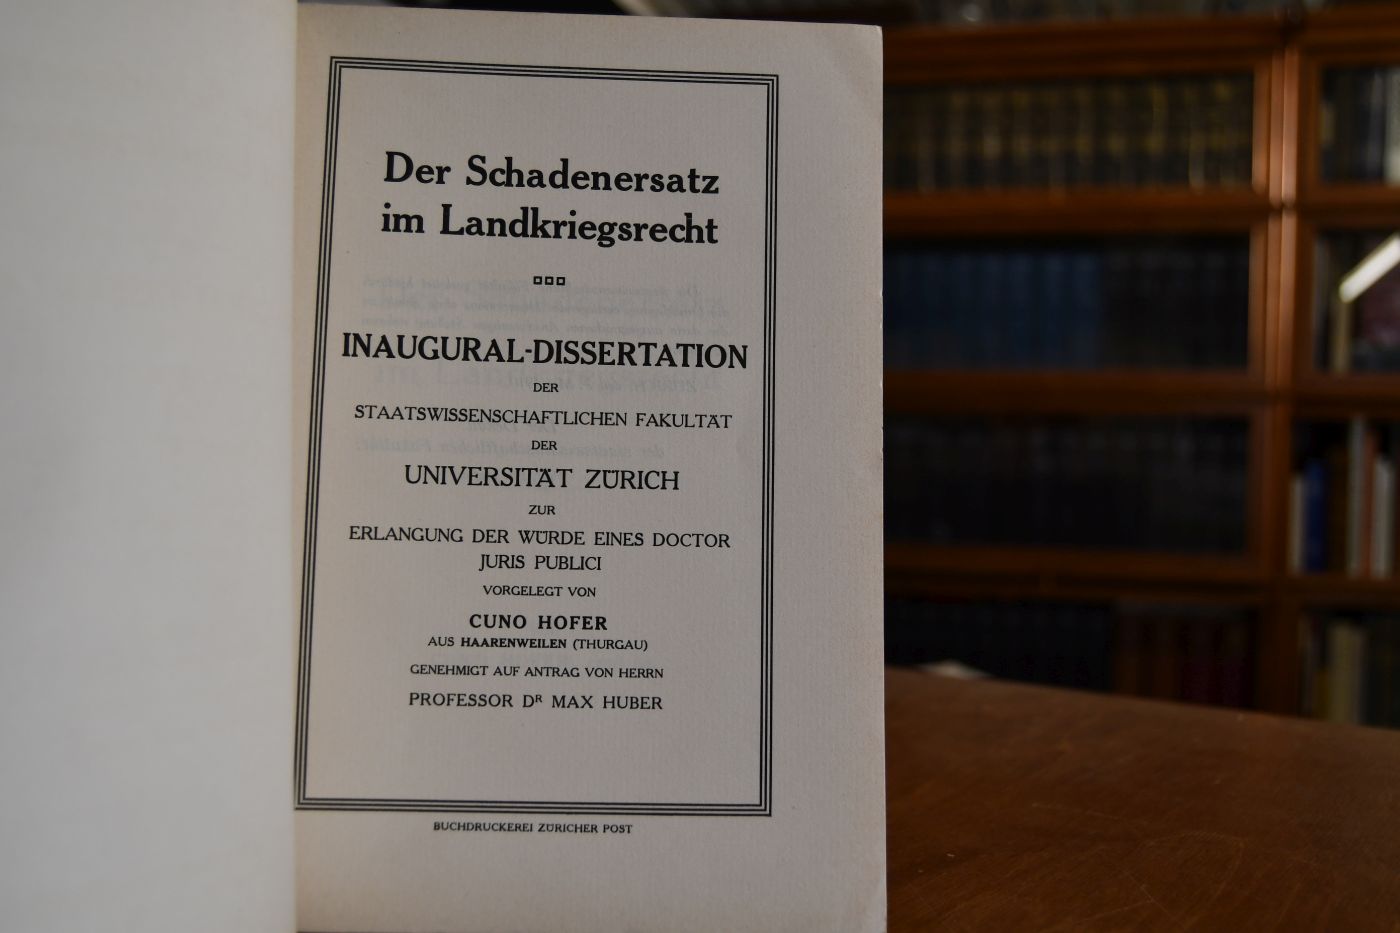 Der Schadenersatz
im Landkriegsrecht
INAUGURAL-DISSERTATION
DER
STAATSWISSENSCHAFTLICHEN FAKULTÄT
DER
UNIVERSITÄT ZÜRICH
ZUR
ERLANGUNG DER WÜRDE EINES DOCTOR
JURIS PUBLICI
VORGELEGT VON
CUNO HOFER
AUS HAARENWEILEN (THURGAU)
GENEHMIGT AUF ANTRAG VON HERRN
PROFESSOR DR MAX HUBER
BUCHDRUCKEREI ZÜRICHER POST